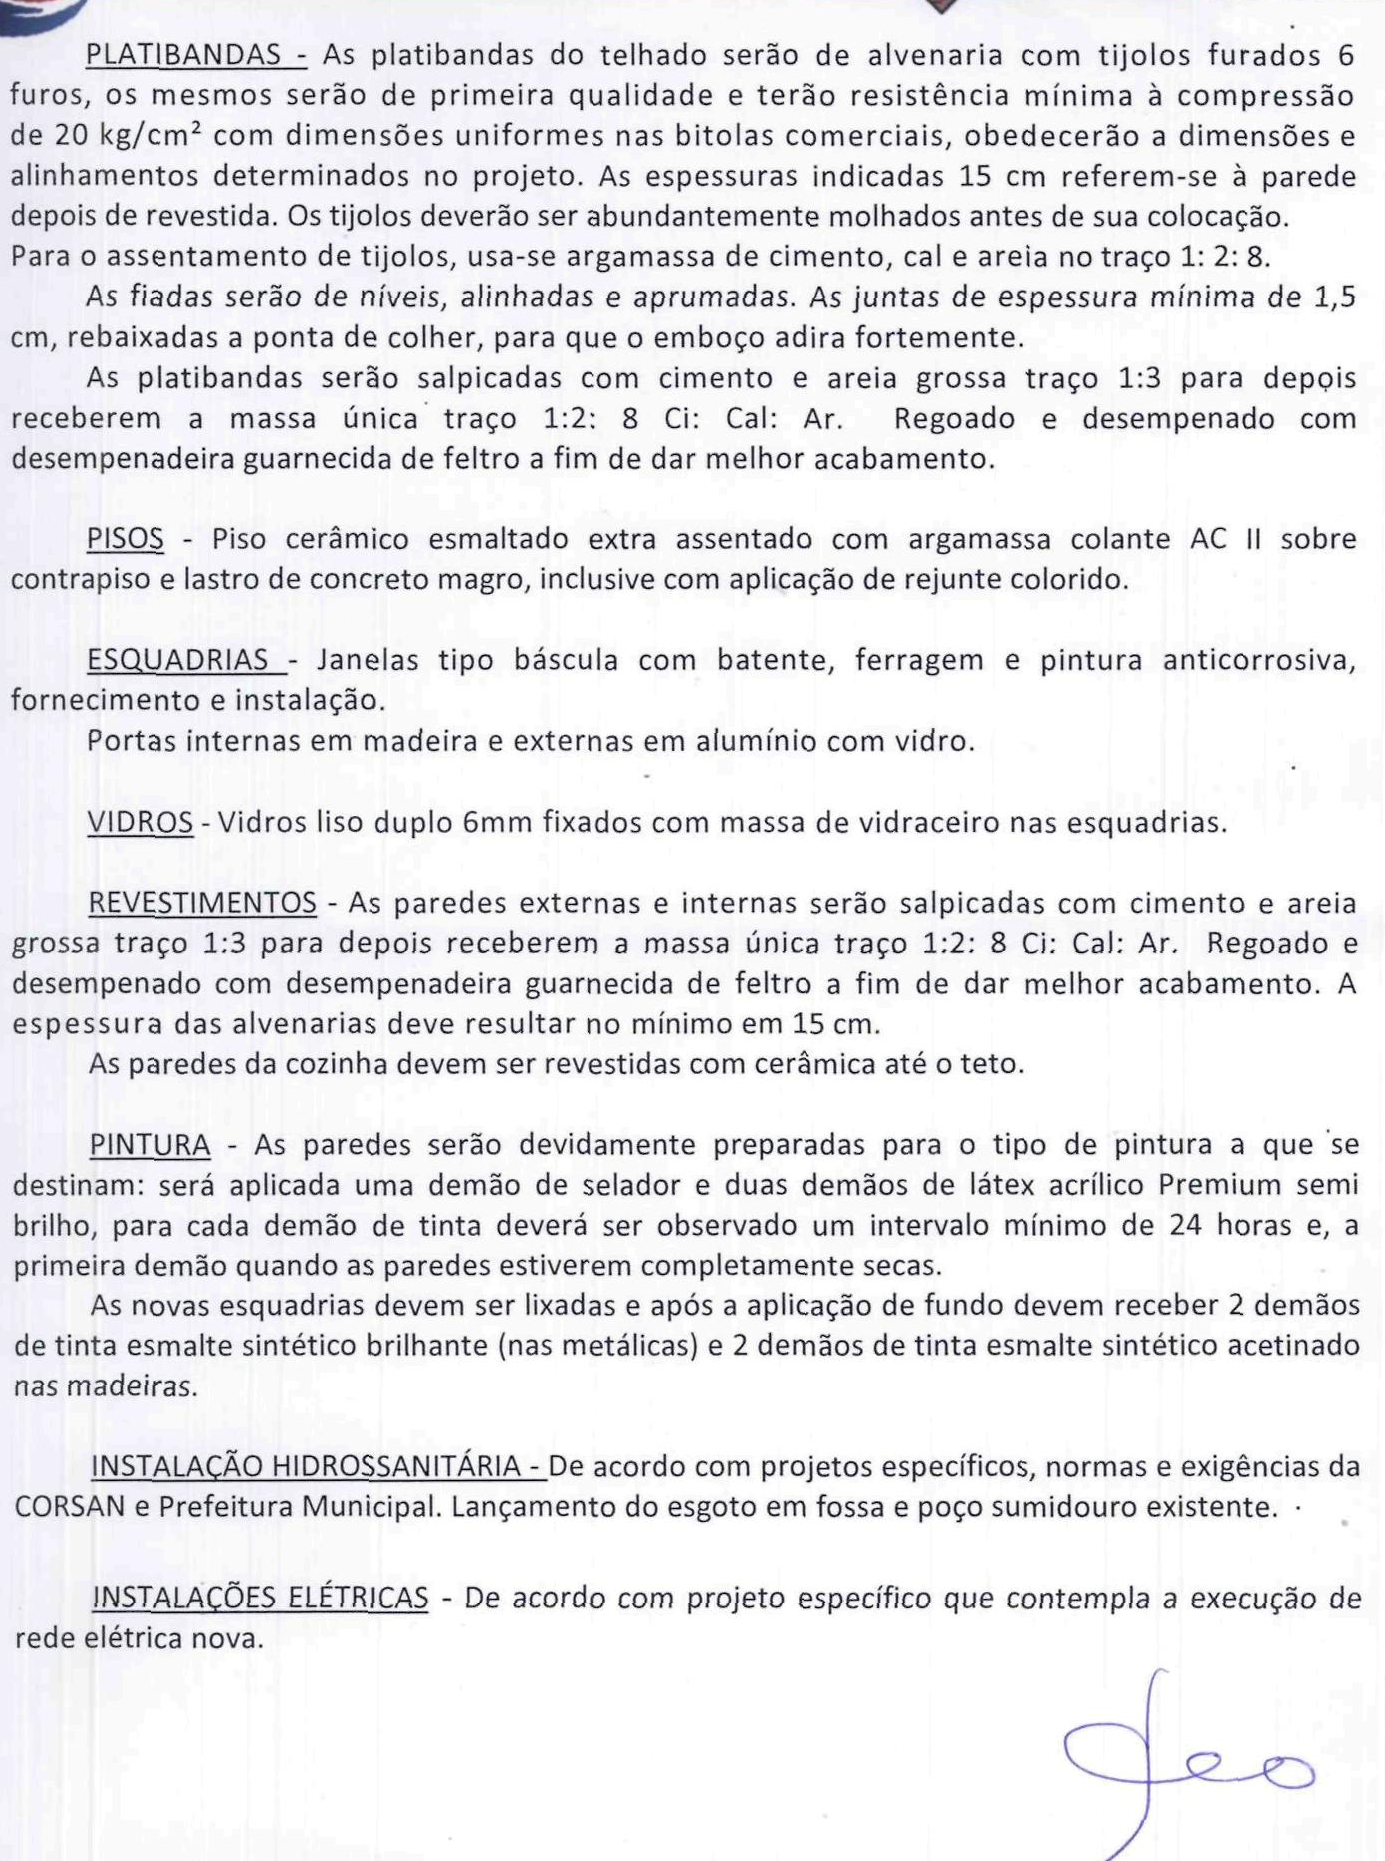 PLATIBANDAS - As platibandas do telhado serão de alvenaria com tijolos furados 6
furos, os mesmos serão de primeira qualidade e terão resistência mínima à compressão
de 20 kg/cm² com dimensões uniformes nas bitolas comerciais, obedecerão a dimensões e
alinhamentos determinados no projeto. As espessuras indicadas 15 cm referem-se à parede
depois de revestida. Os tijolos deverão ser abundantemente molhados antes de sua colocação.
Para o assentamento de tijolos, usa-se argamassa de cimento, cal e areia no traço 1: 2: 8.
As fiadas serão de níveis, alinhadas e aprumadas. As juntas de espessura mínima de 1,5
cm, rebaixadas a ponta de colher, para que o emboço adira fortemente.
As platibandas serão salpicadas com cimento e areia grossa traço 1:3 para depois
receberem a massa única traço 1:2: 8 Ci: Cal: Ar. Regoado e desempenado com
desempenadeira guarnecida de feltro a fim de dar melhor acabamento.
PISOS - Piso cerâmico esmaltado extra assentado com argamassa colante AC II sobre
contrapiso e lastro de concreto magro, inclusive com aplicação de rejunte colorido.
ESQUADRIAS - Janelas tipo báscula com batente, ferragem e pintura anticorrosiva,
fornecimento e instalação.
Portas internas em madeira e externas em alumínio com vidro.
VIDROS - Vidros liso duplo 6mm fixados com massa de vidraceiro nas esquadrias.
REVESTIMENTOS - As paredes externas e internas serão salpicadas com cimento e areia
grossa traço 1:3 para depois receberem a massa única traço 1:2: 8 Ci: Cal: Ar. Regoado e
desempenado com desempenadeira guarnecida de feltro a fim de dar melhor acabamento. A
espessura das alvenarias deve resultar no mínimo em 15 cm.
As paredes da cozinha devem ser revestidas com cerâmica até o teto.
PINTURA - As paredes serão devidamente preparadas para o tipo de pintura a que se
destinam: será aplicada uma demão de selador e duas demãos de látex acrílico Premium semi
brilho, para cada demão de tinta deverá ser observado um intervalo mínimo de 24 horas e, a
primeira demão quando as paredes estiverem completamente secas.
As novas esquadrias devem ser lixadas e após a aplicação de fundo devem receber 2 demãos
de tinta esmalte sintético brilhante (nas metálicas) e 2 demãos de tinta esmalte sintético acetinado
nas madeiras.
INSTALAÇÃO HIDROSSANITÁRIA - De acordo com projetos específicos, normas e exigências da
CORSAN e Prefeitura Municipal. Lançamento do esgoto em fossa e poço sumidouro existente.
INSTALAÇÕES ELÉTRICAS - De acordo com projeto específico que contempla a execução de
rede elétrica nova.